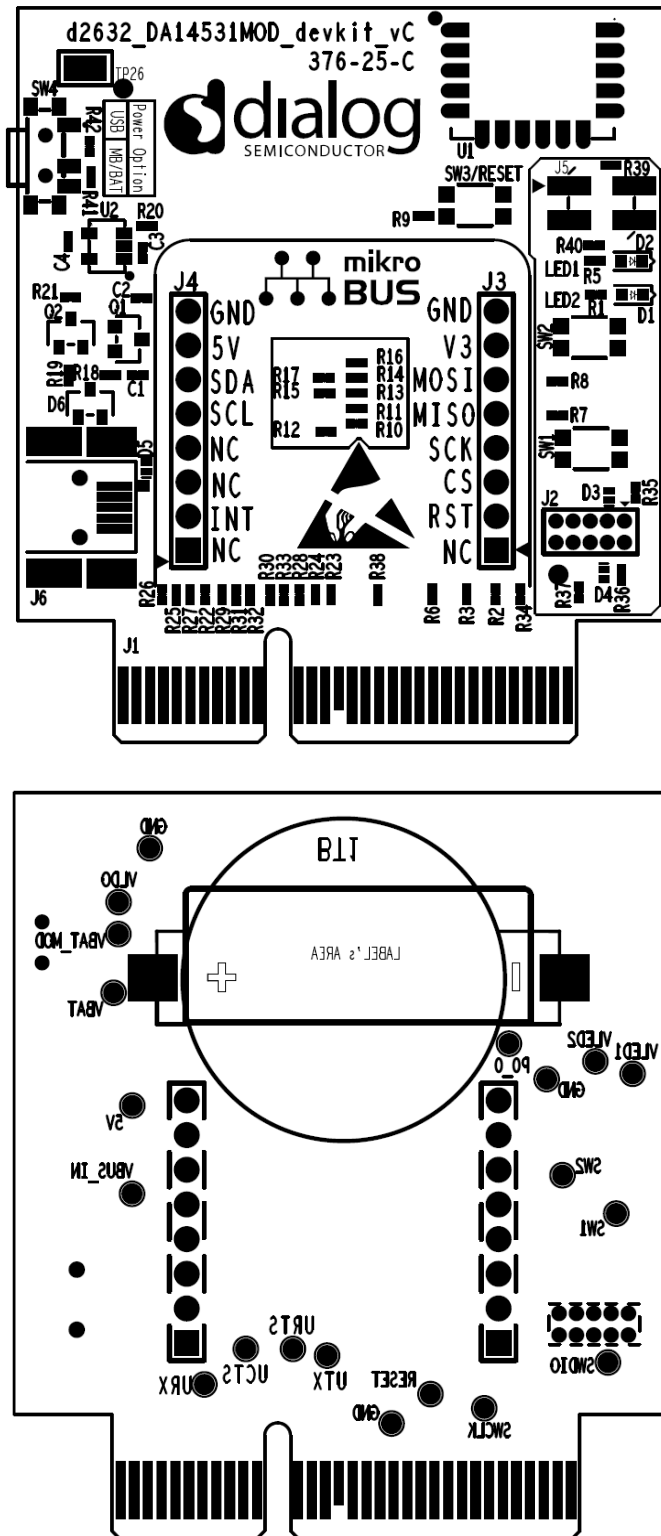 d2632_DA14531MOD_devkit_vC
376-25-C
TP26
SW4
R42
Power Option
USB MB/BAT
R41
dialog
SEMICONDUCTOR
U1
SW3/RESET
R9
J5
R39
U2
R20
C3
C4
R40
D2
LED1
R5
LED2
R1
D1
R21
C2
Q1
Q2
R19
R18
C1
D6
D5
J6
mikro
BUS
J4
J3
GND
5V
SDA
SCL
NC
NC
INT
NC
GND
V3
MOSI
MISO
SCK
CS
RST
NC
R16
R17
R14
R15
R13
R11
R12
R10
SW2
R8
R7
SW1
J2
D3
R35
R37
D4
R36
R26
R25
R27
R22
R29
R31
R32
R30
R33
R28
R24
R23
R38
R6
R3
R2
R34
J1
GND
BT1
VLDO
VBAT_MOD
LABEL's AREA
+
-
VBAT
P0_0
VLED2
VLED1
GND
5V
VBUS_IN
SW2
SW1
URTS
UCTS
UTX
URX
RESET
GND
SWCLK
SWDIO